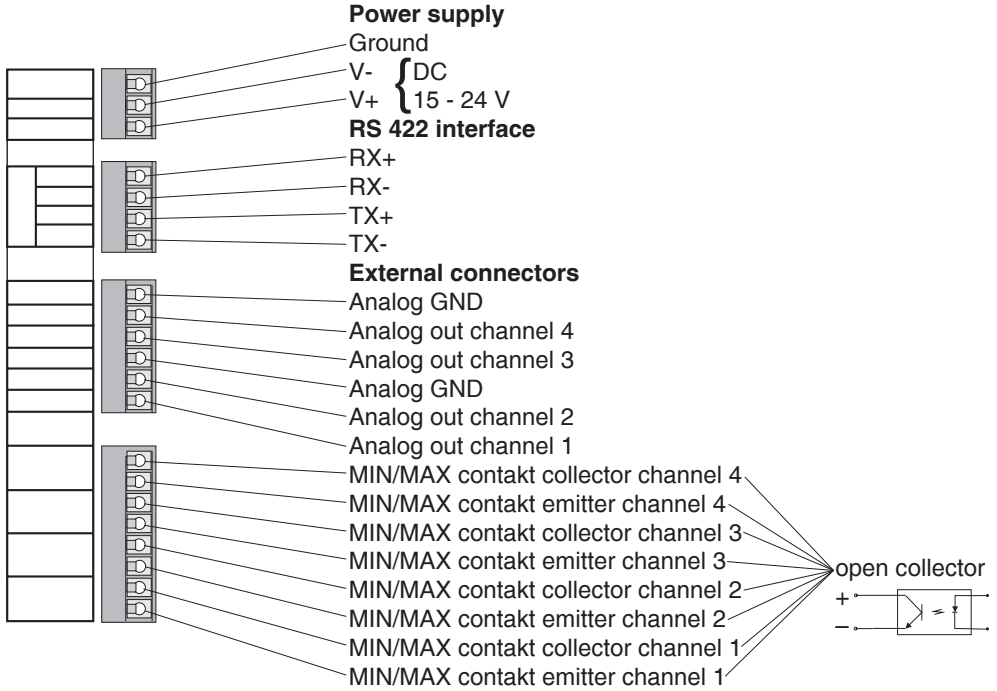 Power supply
Ground
V- { DC
V+ 15 - 24 V
RS 422 interface
RX+
RX-
TX+
TX-
External connectors
Analog GND
Analog out channel 4
Analog out channel 3
Analog GND
Analog out channel 2
Analog out channel 1
MIN/MAX contakt collector channel 4
MIN/MAX contakt emitter channel 4
MIN/MAX contakt collector channel 3
MIN/MAX contakt emitter channel 3
open collector
MIN/MAX contakt collector channel 2
+
MIN/MAX contakt emitter channel 2
–
MIN/MAX contakt collector channel 1
MIN/MAX contakt emitter channel 1